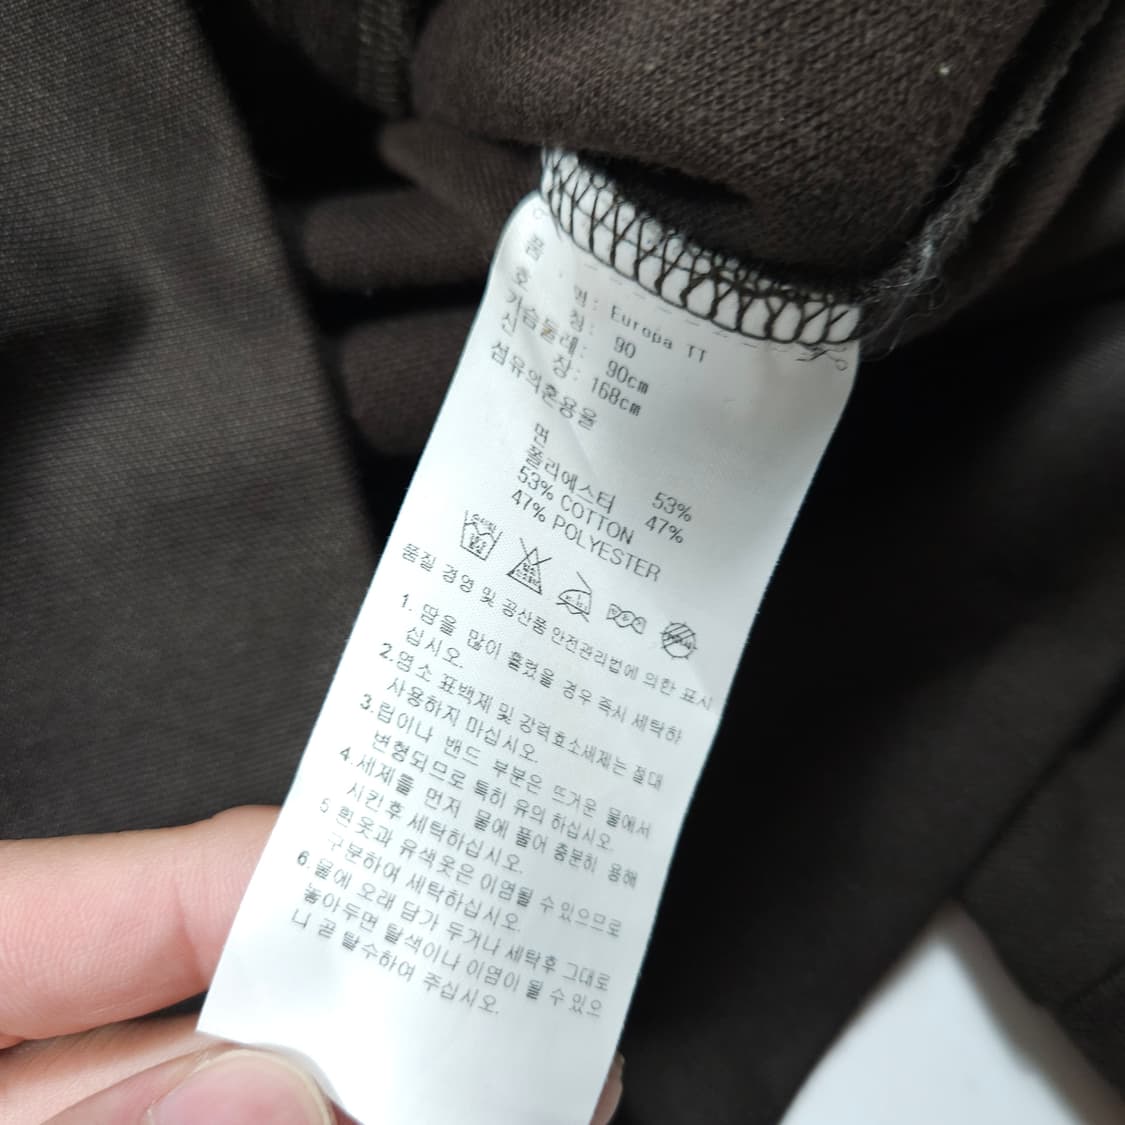 품 명: Europa TT
호 칭: 90
가슴둘레: 90cm
신 장: 168cm
섬유의혼용율
면 53%
폴리에스터 47%
53% COTTON
47% POLYESTER
품질 경영 및 공산품 안전관리법에 의한 표시
1. 땀을 많이 흘렸을 경우 즉시 세탁하
십시오.
2. 염소 표백제 및 강력효소세제는 절대
사용하지 마십시오.
3. 립이나 밴드 부분은 뜨거운 물에서
변형되므로 특히 유의 하십시오.
4. 세제를 먼저 물에 풀어 충분히 용해
시킨후 세탁하십시오.
5 흰옷과 유색옷은 이염될 수 있으므로
구분하여 세탁하십시오
6. 물에 오래 담가 두거나 세탁후 그대로
놓아두면 탈색이나 이염이 될 수 있으
니 곧 탈수하여 주십시오.